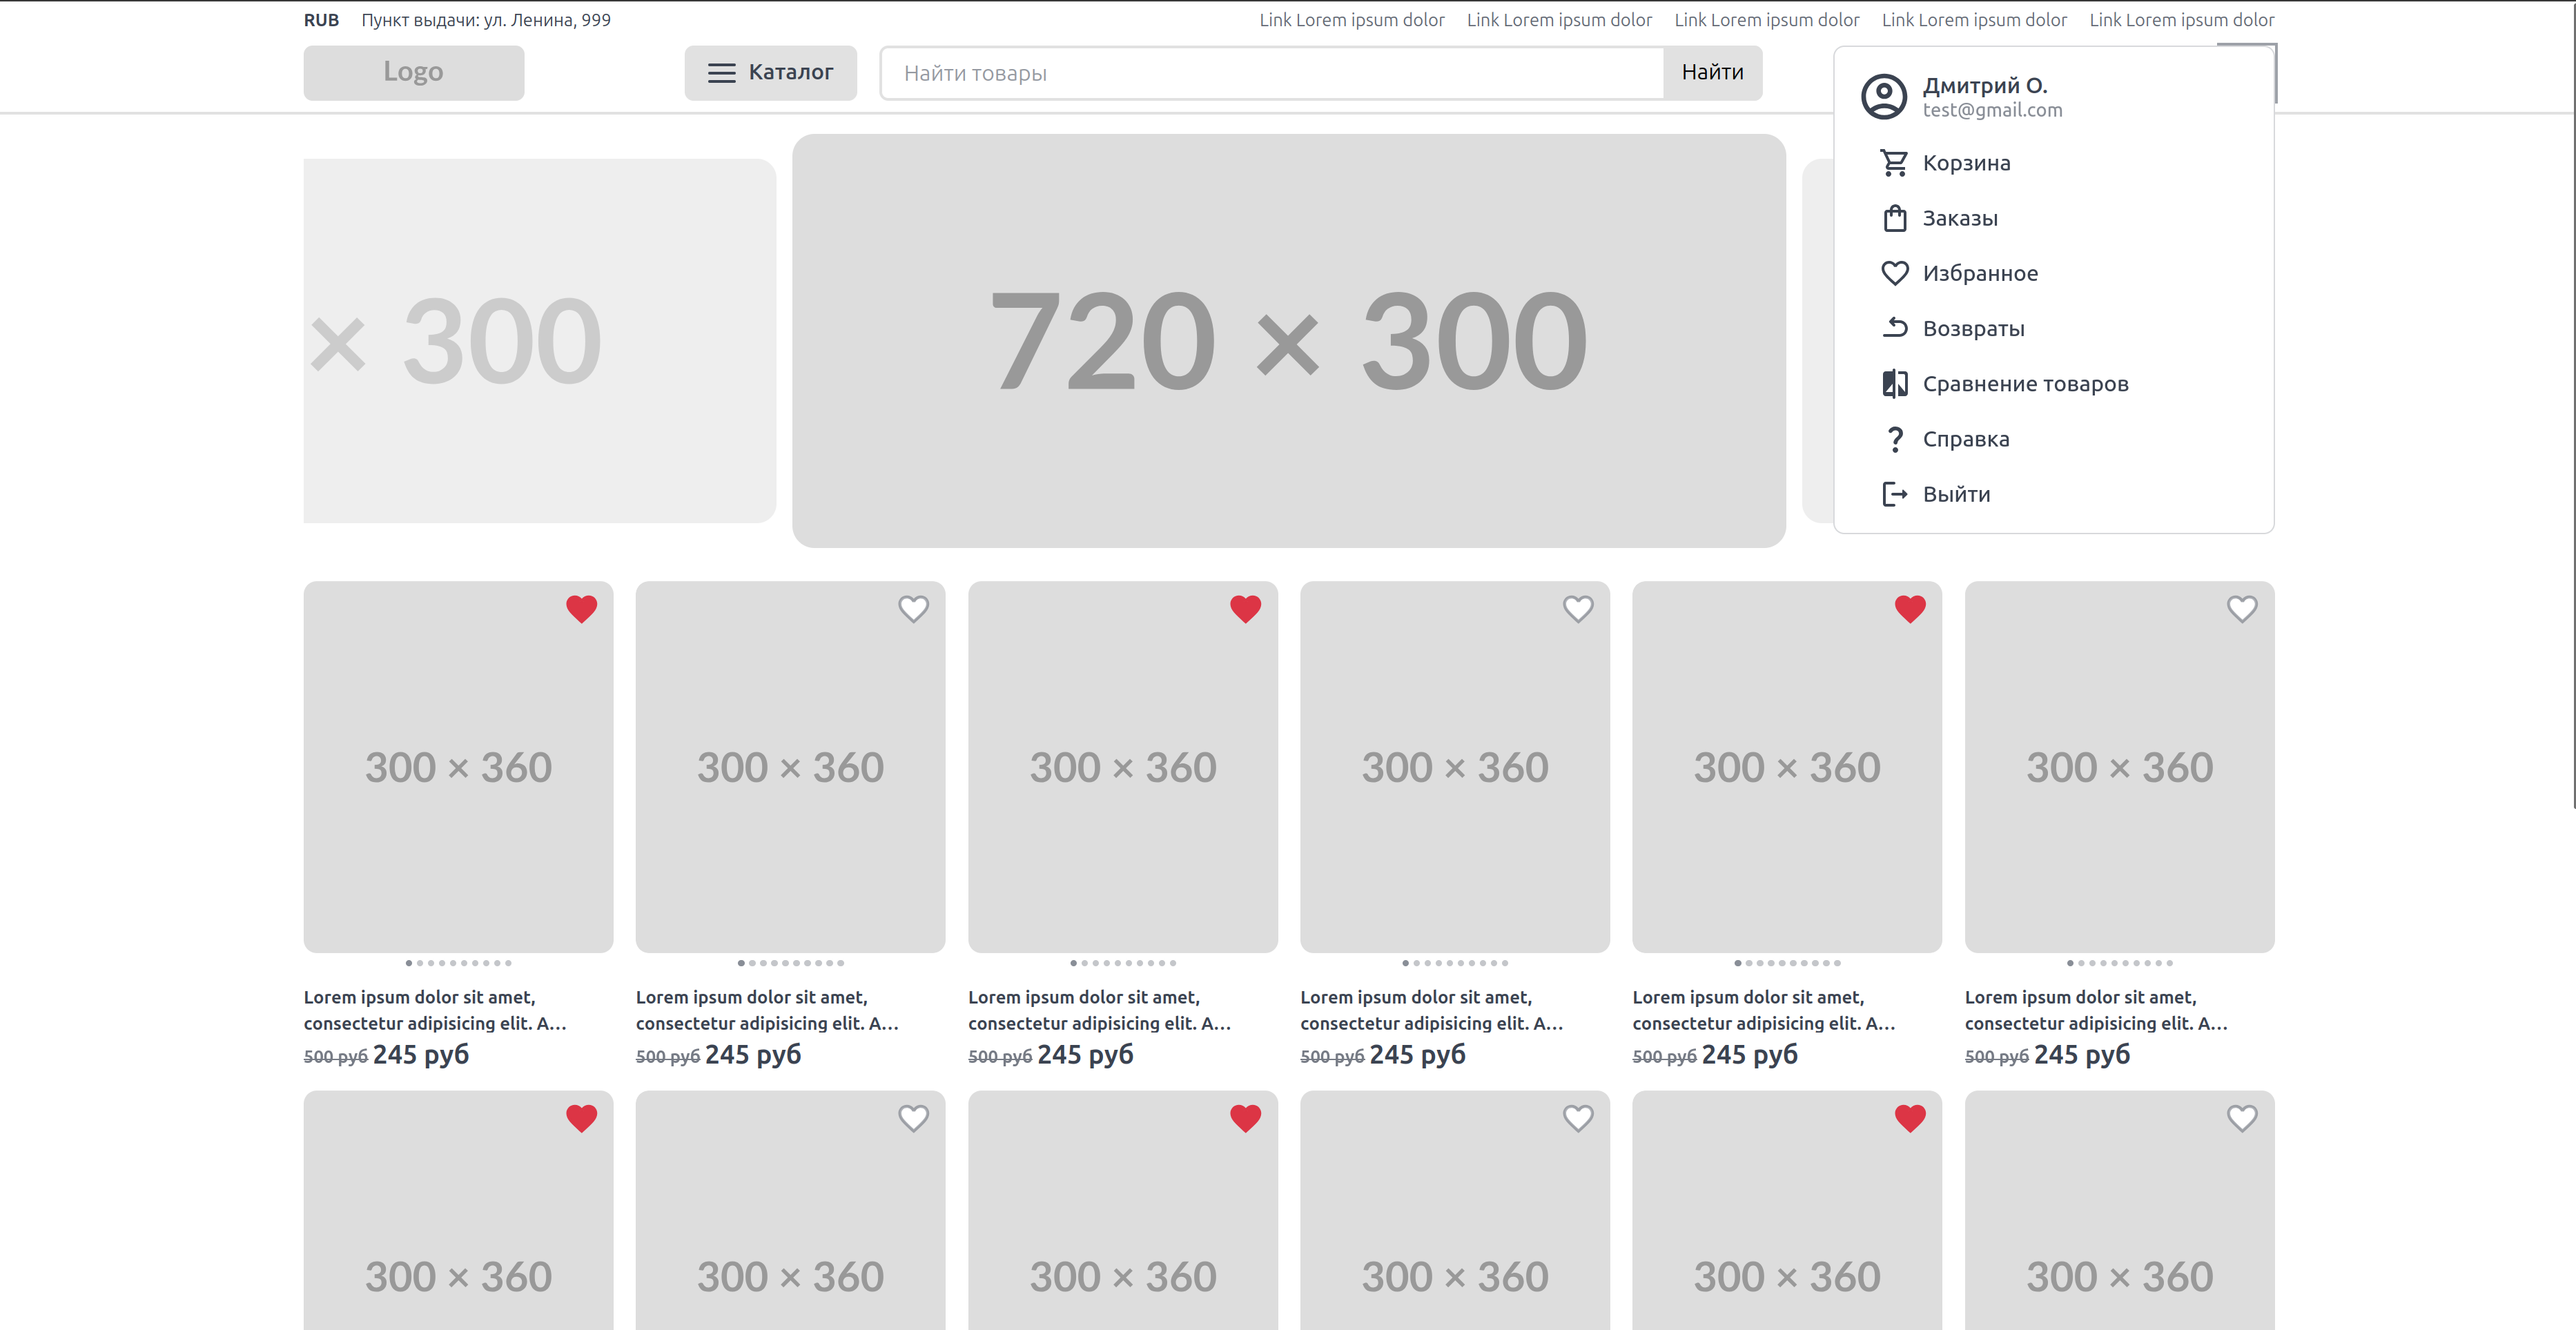 RUB Пункт выдачи: ул. Ленина, 999 Link Lorem ipsum dolor Link Lorem ipsum dolor Link Lorem ipsum dolor Link Lorem ipsum dolor Link Lorem ipsum dolor
Logo Каталог Найти товары Найти
Дмитрий О.
test@gmail.com
Корзина
Заказы
Избранное
Возвраты
Сравнение товаров
Справка
Выйти
× 300 720 × 300
300 × 360 300 × 360 300 × 360 300 × 360 300 × 360 300 × 360
Lorem ipsum dolor sit amet, Lorem ipsum dolor sit amet, Lorem ipsum dolor sit amet, Lorem ipsum dolor sit amet, Lorem ipsum dolor sit amet, Lorem ipsum dolor sit amet,
consectetur adipisicing elit. A... consectetur adipisicing elit. A... consectetur adipisicing elit. A... consectetur adipisicing elit. A... consectetur adipisicing elit. A... consectetur adipisicing elit. A...
500 руб 245 руб 500 руб 245 руб 500 руб 245 руб 500 руб 245 руб 500 руб 245 руб 500 руб 245 руб
300 × 360 300 × 360 300 × 360 300 × 360 300 × 360 300 × 360